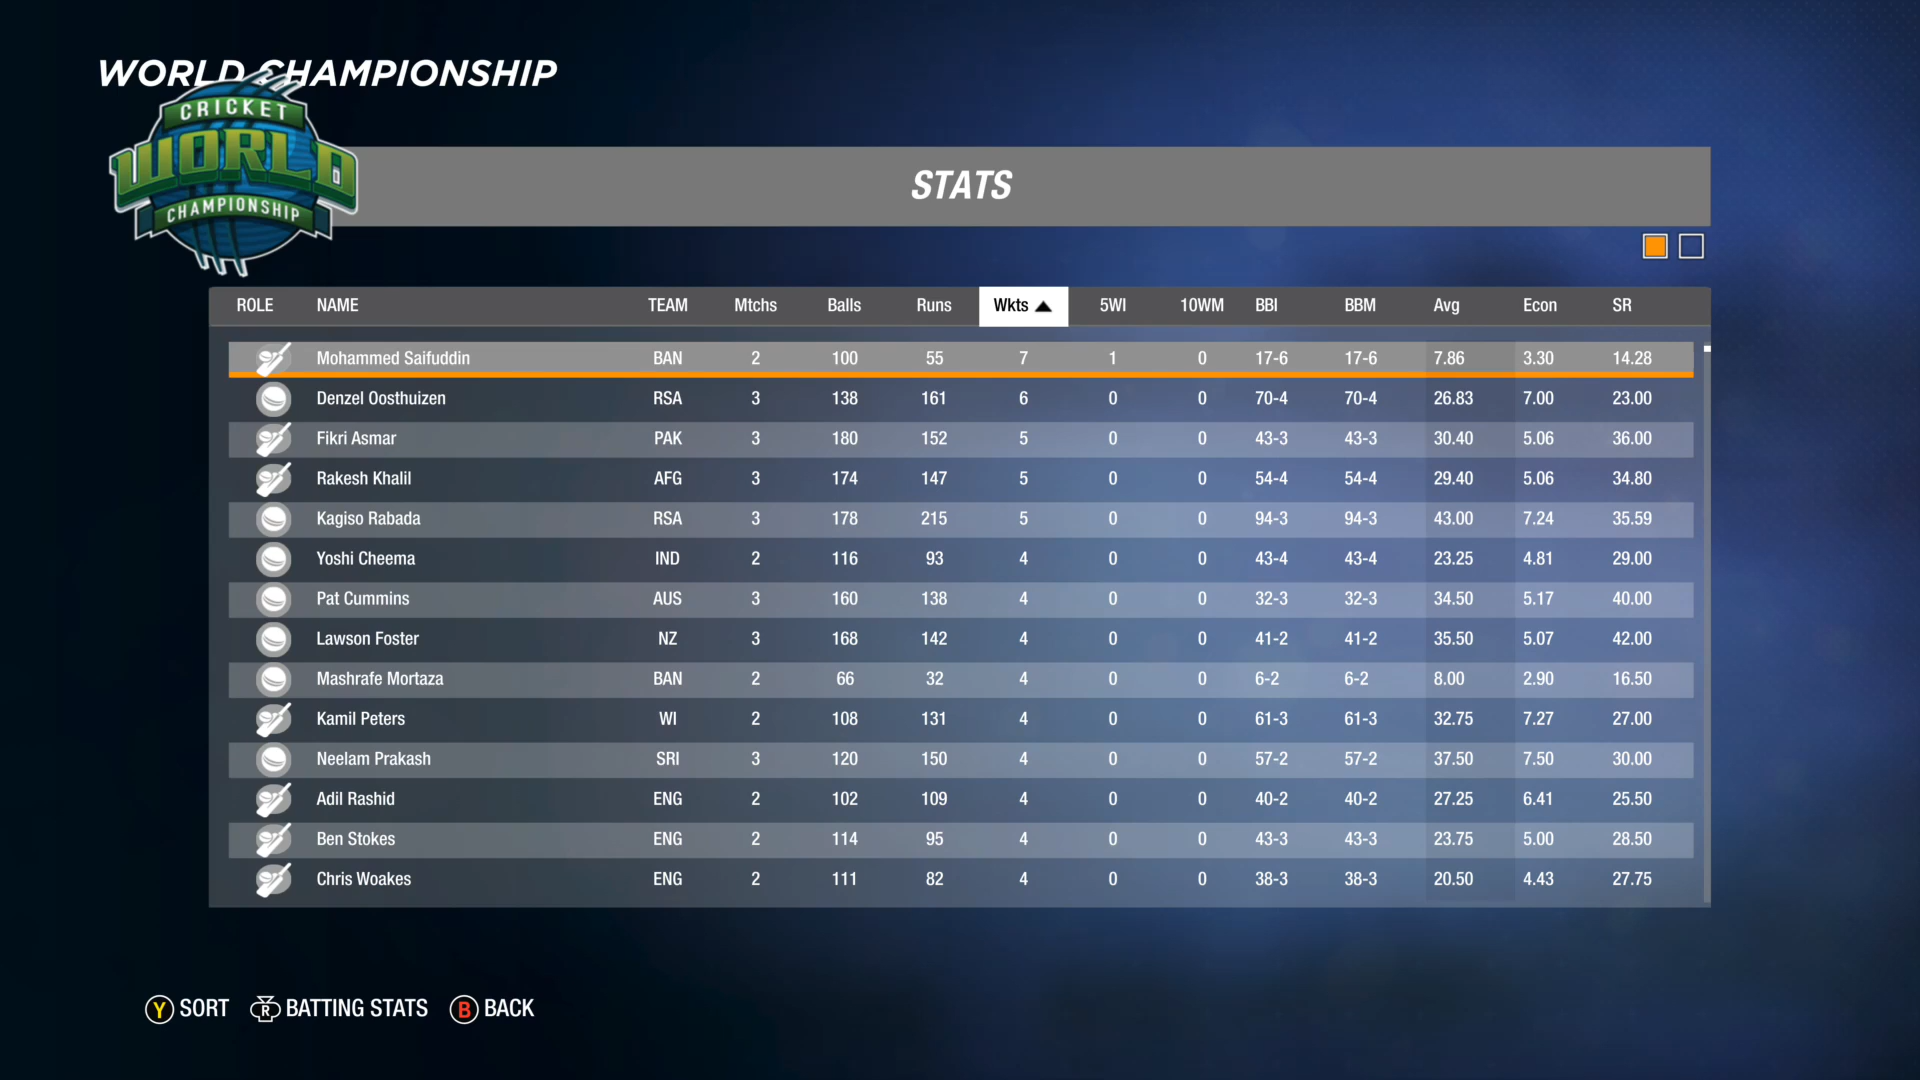 WORLD CHAMPIONSHIP
CRICKET
WORLD
CHAMPIONSHIP
STATS
ROLE NAME TEAM Mtchs Balls Runs Wkts ▲ 5WI 10WM BBI BBM Avg Econ SR
Mohammed Saifuddin BAN 2 100 55 7 1 0 17-6 17-6 7.86 3.30 14.28
Denzel Oosthuizen RSA 3 138 161 6 0 0 70-4 70-4 26.83 7.00 23.00
Fikri Asmar PAK 3 180 152 5 0 0 43-3 43-3 30.40 5.06 36.00
Rakesh Khalil AFG 3 174 147 5 0 0 54-4 54-4 29.40 5.06 34.80
Kagiso Rabada RSA 3 178 215 5 0 0 94-3 94-3 43.00 7.24 35.59
Yoshi Cheema IND 2 116 93 4 0 0 43-4 43-4 23.25 4.81 29.00
Pat Cummins AUS 3 160 138 4 0 0 32-3 32-3 34.50 5.17 40.00
Lawson Foster NZ 3 168 142 4 0 0 41-2 41-2 35.50 5.07 42.00
Mashrafe Mortaza BAN 2 66 32 4 0 0 6-2 6-2 8.00 2.90 16.50
Kamil Peters WI 2 108 131 4 0 0 61-3 61-3 32.75 7.27 27.00
Neelam Prakash SRI 3 120 150 4 0 0 57-2 57-2 37.50 7.50 30.00
Adil Rashid ENG 2 102 109 4 0 0 40-2 40-2 27.25 6.41 25.50
Ben Stokes ENG 2 114 95 4 0 0 43-3 43-3 23.75 5.00 28.50
Chris Woakes ENG 2 111 82 4 0 0 38-3 38-3 20.50 4.43 27.75
Y SORT R BATTING STATS B BACK